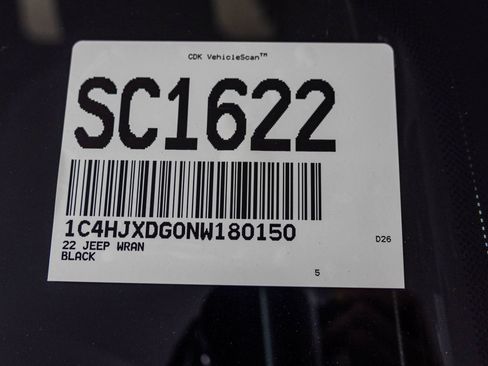 CDK VehicleScan™
SC1622
1C4HJXDG0NW180150
22 JEEP WRAN
D26
BLACK
5